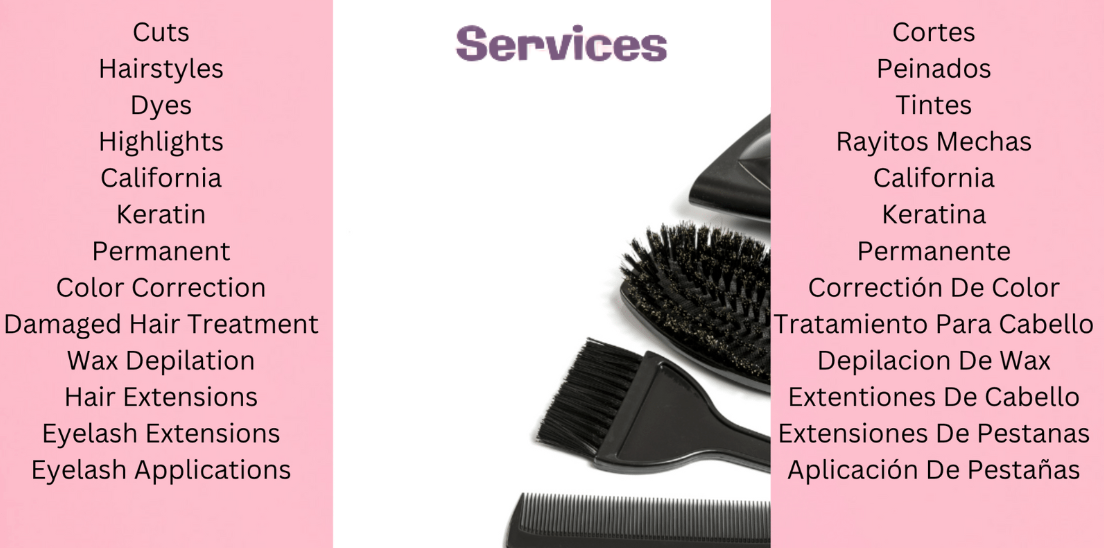 Services
Cuts
Hairstyles
Dyes
Highlights
California
Keratin
Permanent
Color Correction
Damaged Hair Treatment
Wax Depilation
Hair Extensions
Eyelash Extensions
Eyelash Applications
Cortes
Peinados
Tintes
Rayitos Mechas
California
Keratina
Permanente
Corrección De Color
Tratamiento Para Cabello
Depilacion De Wax
Extentiones De Cabello
Extensiones De Pestanas
Aplicación De Pestañas